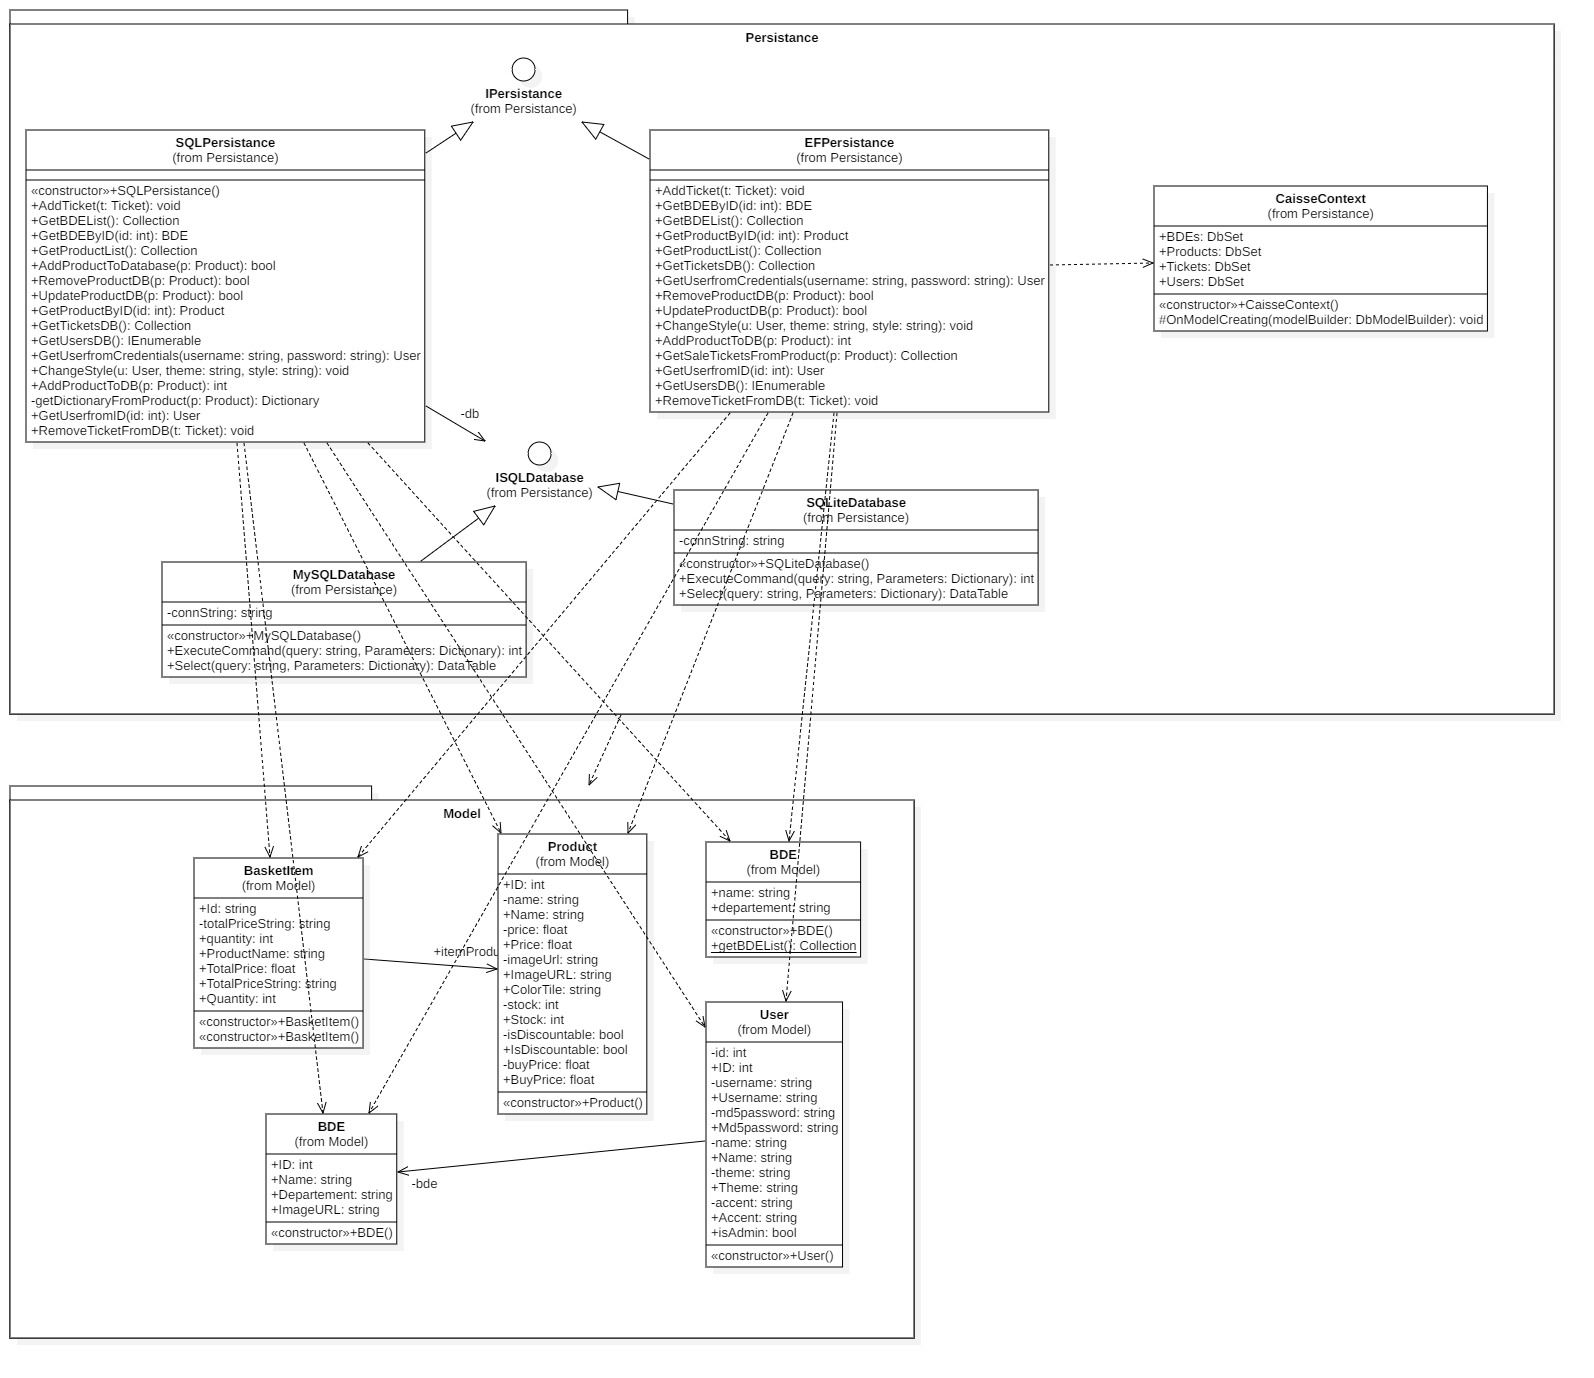 Persistance
IPersistance
(from Persistance)
SQLPersistance
(from Persistance)
«constructor»+SQLPersistance()
+AddTicket(t: Ticket): void
+GetBDEList(): Collection
+GetBDEByID(id: int): BDE
+GetProductList(): Collection
+AddProductToDatabase(p: Product): bool
+RemoveProductDB(p: Product): bool
+UpdateProductDB(p: Product): bool
+GetProductByID(id: int): Product
+GetTicketsDB(): Collection
+GetUsersDB(): IEnumerable
+GetUserfromCredentials(username: string, password: string): User
+ChangeStyle(u: User, theme: string, style: string): void
+AddProductToDB(p: Product): int
-getDictionaryFromProduct(p: Product): Dictionary
+GetUserfromID(id: int): User
+RemoveTicketFromDB(t: Ticket): void
EFPersistance
(from Persistance)
+AddTicket(t: Ticket): void
+GetBDEByID(id: int): BDE
+GetBDEList(): Collection
+GetProductByID(id: int): Product
+GetProductList(): Collection
+GetTicketsDB(): Collection
+GetUserfromCredentials(username: string, password: string): User
+RemoveProductDB(p: Product): bool
+UpdateProductDB(p: Product): bool
+ChangeStyle(u: User, theme: string, style: string): void
+AddProductToDB(p: Product): int
+GetSaleTicketsFromProduct(p: Product): Collection
+GetUserfromID(id: int): User
+GetUsersDB(): IEnumerable
+RemoveTicketFromDB(t: Ticket): void
CaisseContext
(from Persistance)
+BDEs: DbSet
+Products: DbSet
+Tickets: DbSet
+Users: DbSet
«constructor»+CaisseContext()
#OnModelCreating(modelBuilder: DbModelBuilder): void
-db
ISQLDatabase
(from Persistance)
SQLiteDatabase
(from Persistance)
-connString: string
«constructor»+SQLiteDatabase()
+ExecuteCommand(query: string, Parameters: Dictionary): int
+Select(query: string, Parameters: Dictionary): DataTable
MySQLDatabase
(from Persistance)
-connString: string
«constructor»+MySQLDatabase()
+ExecuteCommand(query: string, Parameters: Dictionary): int
+Select(query: string, Parameters: Dictionary): DataTable
Model
BasketItem
(from Model)
+Id: string
-totalPriceString: string
+quantity: int
+ProductName: string
+TotalPrice: float
+TotalPriceString: string
+Quantity: int
«constructor»+BasketItem()
«constructor»+BasketItem()
+itemProdu
Product
(from Model)
+ID: int
-name: string
+Name: string
-price: float
+Price: float
-imageUrl: string
+ImageURL: string
+ColorTile: string
-stock: int
+Stock: int
-isDiscountable: bool
+IsDiscountable: bool
-buyPrice: float
+BuyPrice: float
«constructor»+Product()
BDE
(from Model)
+name: string
+departement: string
«constructor»+BDE()
+getBDEList(): Collection
User
(from Model)
-id: int
+ID: int
-username: string
+Username: string
-md5password: string
+Md5password: string
-name: string
+Name: string
-theme: string
+Theme: string
-accent: string
+Accent: string
+isAdmin: bool
«constructor»+User()
BDE
(from Model)
+ID: int
+Name: string
+Departement: string
+ImageURL: string
«constructor»+BDE()
-bde